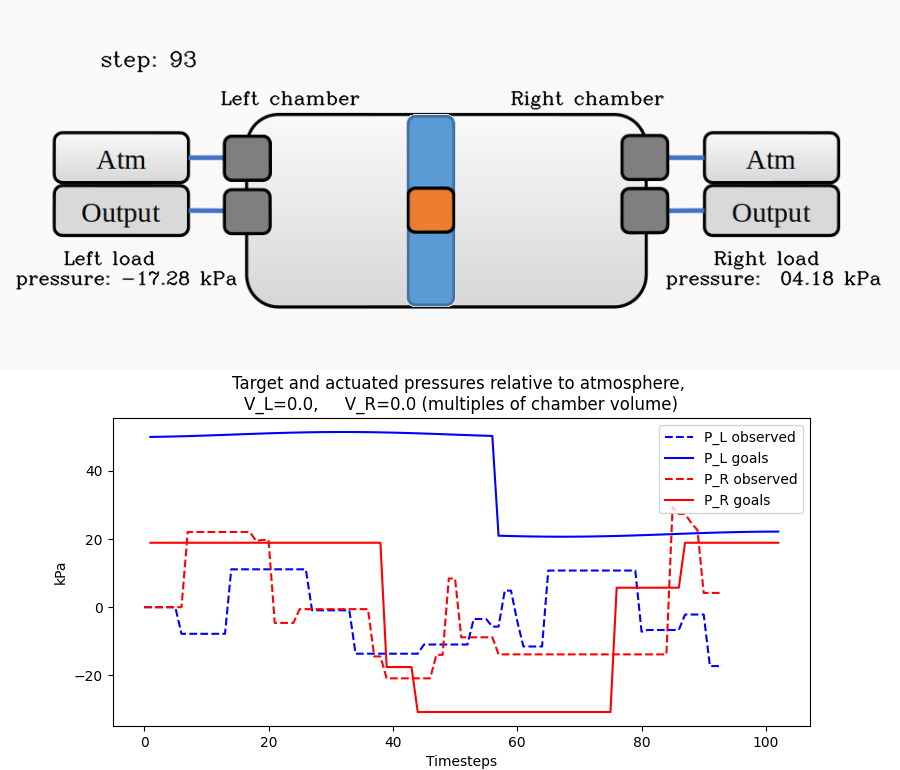 step: 93
Left chamber
Right chamber
Atm
Atm
Output
Output
Left load
pressure: −17.28 kPa
Right load
pressure: 04.18 kPa
Target and actuated pressures relative to atmosphere,
V_L=0.0, V_R=0.0 (multiples of chamber volume)
P_L observed
P_L goals
P_R observed
P_R goals
kPa
40
20
0
−20
0 20 40 60 80 100
Timesteps